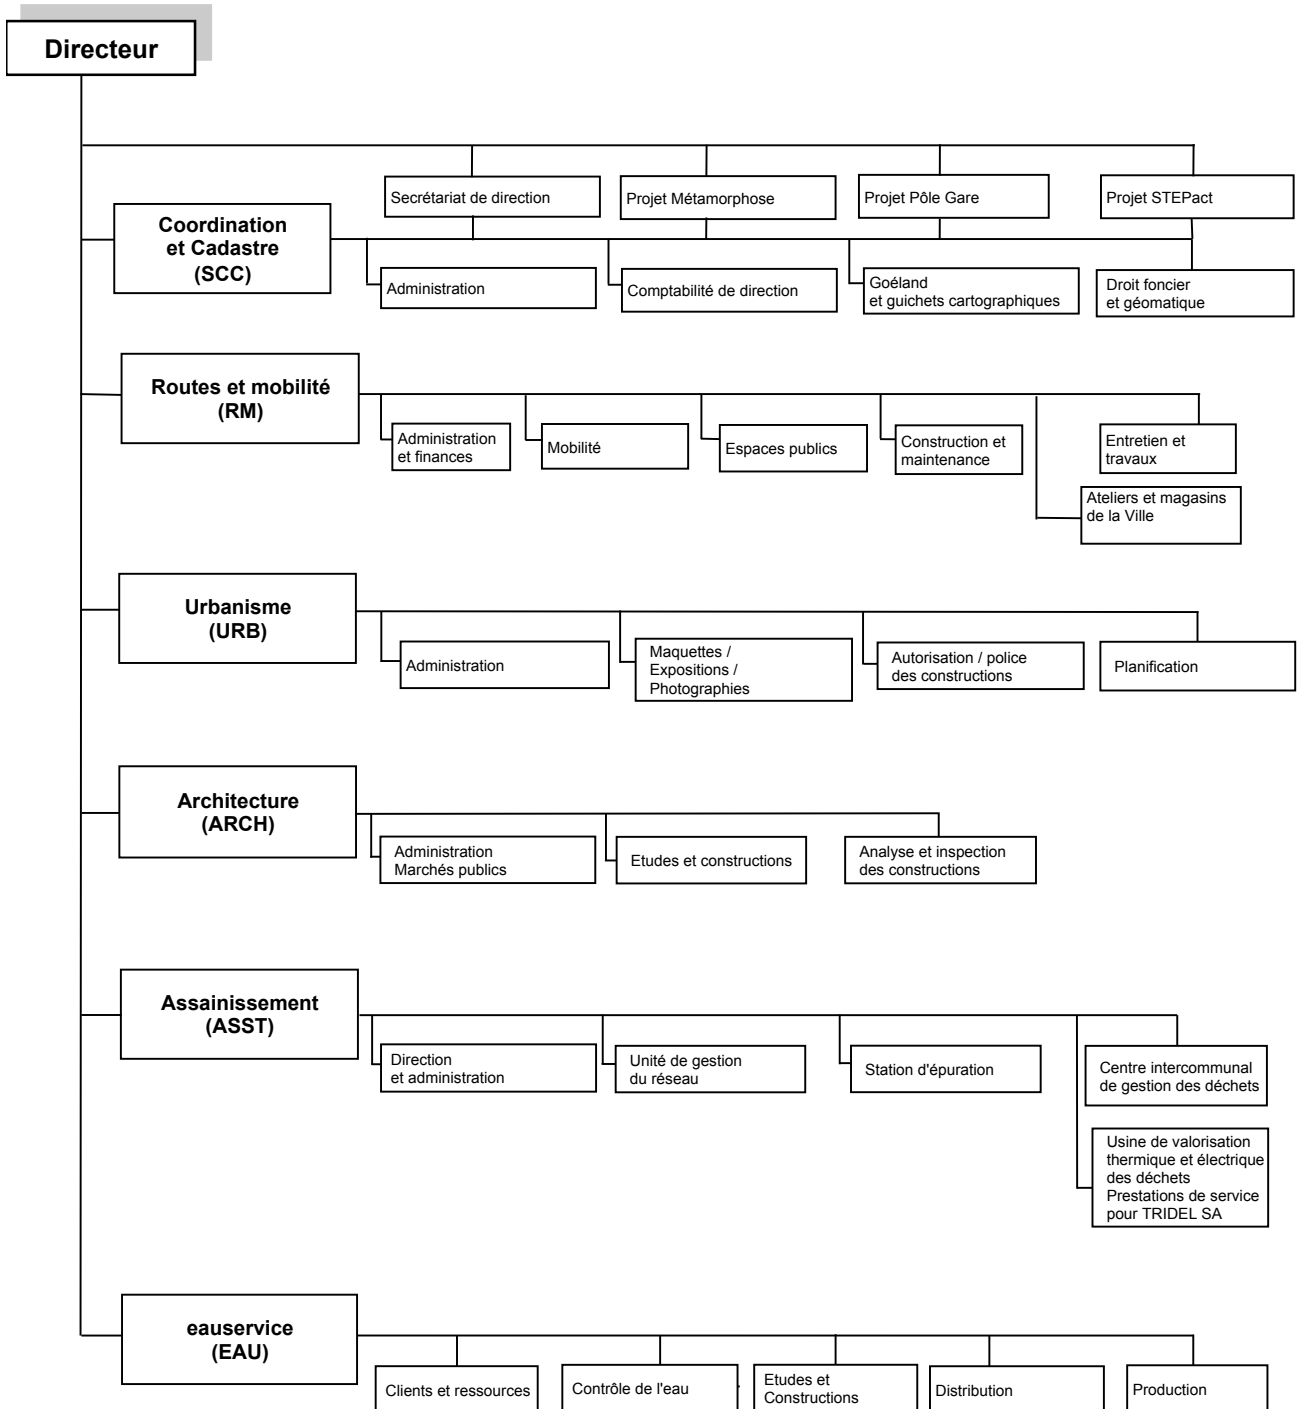 Directeur
Secrétariat de direction
Projet Métamorphose
Projet Pôle Gare
Projet STEPact
Coordination
et Cadastre
(SCC)
Administration
Comptabilité de direction
Goéland
et guichets cartographiques
Droit foncier
et géomatique
Routes et mobilité
(RM)
Administration
et finances
Mobilité
Espaces publics
Construction et
maintenance
Entretien et
travaux
Ateliers et magasins
de la Ville
Urbanisme
(URB)
Administration
Maquettes /
Expositions /
Photographies
Autorisation / police
des constructions
Planification
Architecture
(ARCH)
Administration
Marchés publics
Etudes et constructions
Analyse et inspection
des constructions
Assainissement
(ASST)
Direction
et administration
Unité de gestion
du réseau
Station d'épuration
Centre intercommunal
de gestion des déchets
Usine de valorisation
thermique et électrique
des déchets
Prestations de service
pour TRIDEL SA
eauservice
(EAU)
Clients et ressources
Contrôle de l'eau
Etudes et
Constructions
Distribution
Production